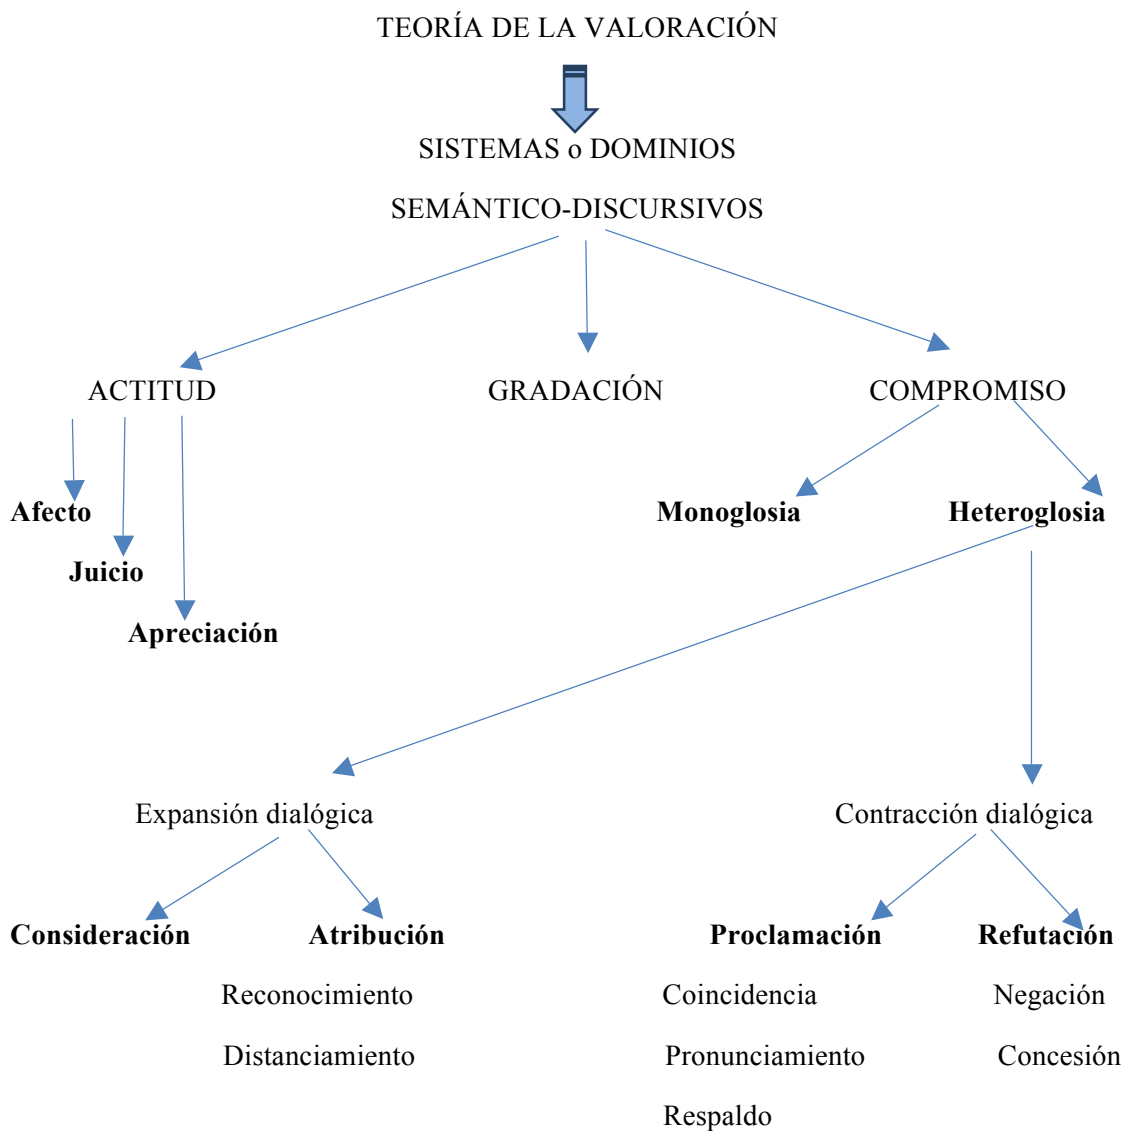 TEORÍA DE LA VALORACIÓN
SISTEMAS o DOMINIOS
SEMÁNTICO-DISCURSIVOS
ACTITUD GRADACIÓN COMPROMISO
Afecto Monoglosia Heteroglosia
Juicio
Apreciación
Expansión dialógica Contracción dialógica
Consideración Atribución Proclamación Refutación
Reconocimiento Coincidencia Negación
Distanciamiento Pronunciamiento Concesión
Respaldo